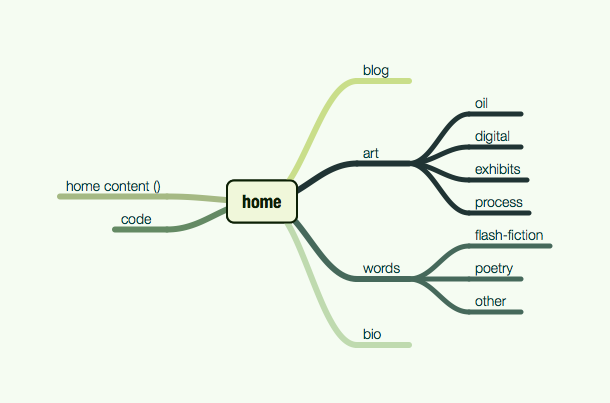 home
blog
art
oil
digital
exhibits
process
words
flash-fiction
poetry
other
bio
home content ()
code